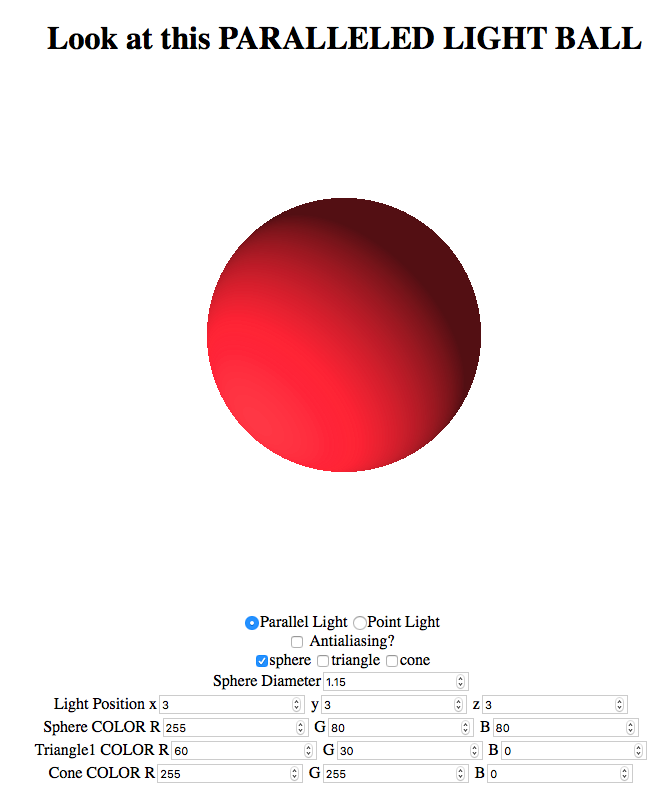 Look at this PARALLELED LIGHT BALL
Parallel Light Point Light
Antialiasing?
sphere triangle cone
Sphere Diameter 1.15
Light Position x 3 y 3 z 3
Sphere COLOR R 255 G 80 B 80
Triangle1 COLOR R 60 G 30 B 0
Cone COLOR R 255 G 255 B 0